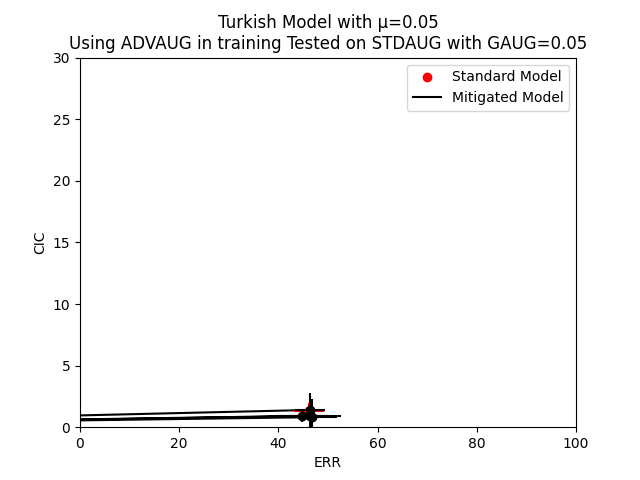 Turkish Model with μ=0.05
Using ADVAUG in training Tested on STDAUG with GAUG=0.05
Standard Model
Mitigated Model
CIC
30
25
20
15
10
5
0
0 20 40 60 80 100
ERR